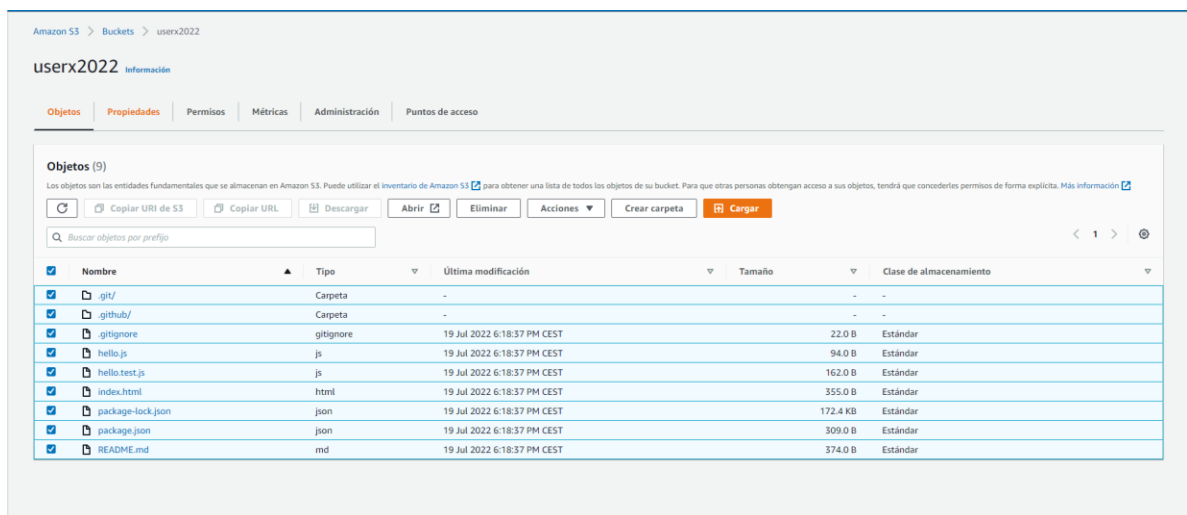 Amazon S3 > Buckets > userx2022
userx2022 Información
Objetos Propiedades Permisos Métricas Administración Puntos de acceso
Objetos (9)
Los objetos son las entidades fundamentales que se almacenan en Amazon S3. Puede utilizar el inventario de Amazon S3 para obtener una lista de todos los objetos de su bucket. Para que otras personas obtengan acceso a sus objetos, tendrá que concederles permisos de forma explícita. Más información
Copiar URI de S3 Copiar URL Descargar Abrir Eliminar Acciones ▼ Crear carpeta Cargar
Buscar objetos por prefijo < 1 >
Nombre ▲ Tipo Última modificación Tamaño Clase de almacenamiento
.git/ Carpeta - - -
.github/ Carpeta - - -
.gitignore gitignore 19 Jul 2022 6:18:37 PM CEST 22.0 B Estándar
hello.js js 19 Jul 2022 6:18:37 PM CEST 94.0 B Estándar
hello.test.js js 19 Jul 2022 6:18:37 PM CEST 162.0 B Estándar
index.html html 19 Jul 2022 6:18:37 PM CEST 355.0 B Estándar
package-lock.json json 19 Jul 2022 6:18:37 PM CEST 172.4 KB Estándar
package.json json 19 Jul 2022 6:18:37 PM CEST 309.0 B Estándar
README.md md 19 Jul 2022 6:18:37 PM CEST 374.0 B Estándar